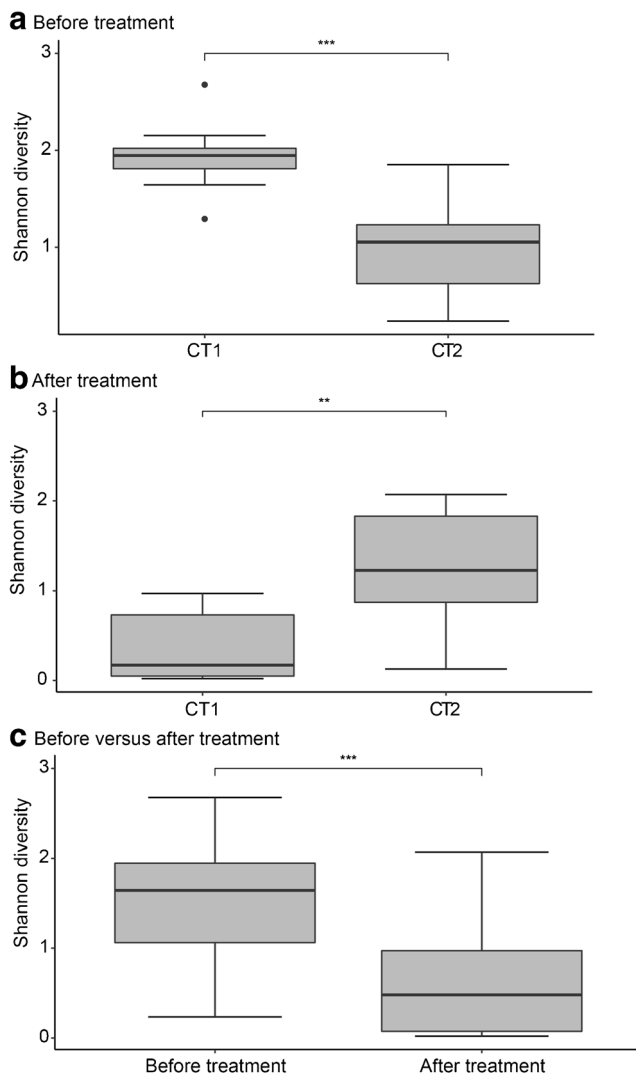 a Before treatment
***
3
2
1
Shannon diversity
CT1 CT2
b After treatment
**
3
2
1
0
Shannon diversity
CT1 CT2
c Before versus after treatment
***
3
2
1
0
Shannon diversity
Before treatment After treatment